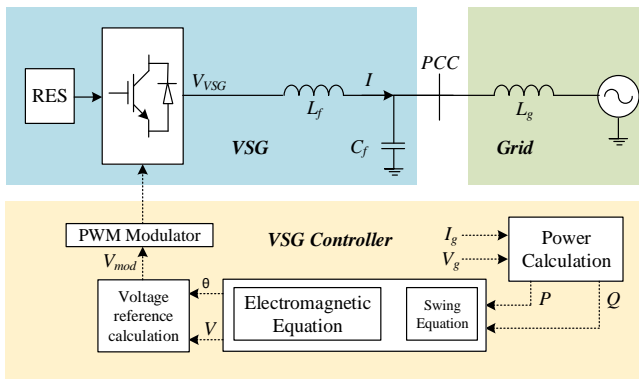 RES
V_VSG
L_f
I
PCC
L_g
C_f
VSG
Grid
PWM Modulator
VSG Controller
I_g
V_g
Power
Calculation
V_mod
Voltage
reference
calculation
θ
V
Electromagnetic
Equation
Swing
Equation
P
Q